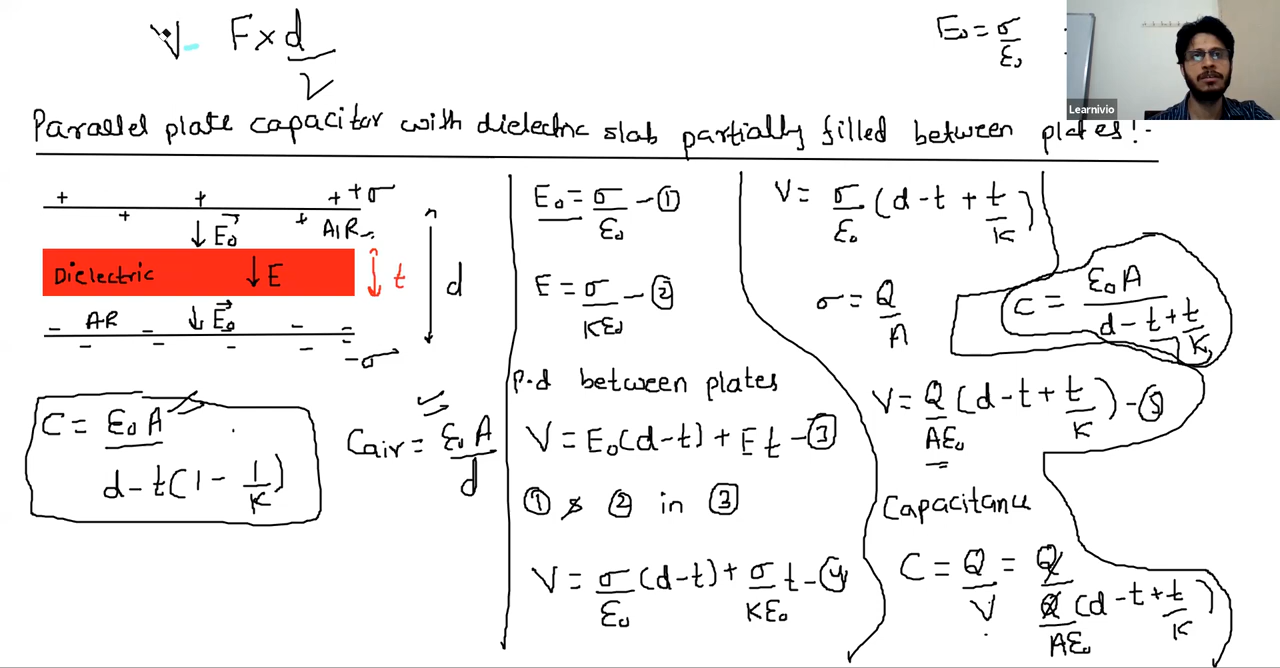 V - F × d/2
E₀ = σ/ε₀
Learnivio
Parallel plate capacitor with dielectric slab partially filled between plates!-
+ + + +σ
+ +
↓ E₀ AIR
Dielectric ↓ E t d
AR ↓ E₀
- - - -
- - - - - -σ
C = ε₀A / d - t(1 - 1/K)
Cair = ε₀A/d
E₀ = σ/ε₀ - ①
E = σ/Kε₀ - ②
p.d between plates
V = E₀(d-t) + Et - ③
① & ② in ③
V = σ/ε₀ (d-t) + σ/Kε₀ t - ④
V = σ/ε₀ (d - t + t/K)
σ = Q/A
C = ε₀A / d - t + t/K
V = Q/Aε₀ (d - t + t/K) - ⑤
Capacitance
C = Q/V = Q / Q/Aε₀ (d - t + t/K)